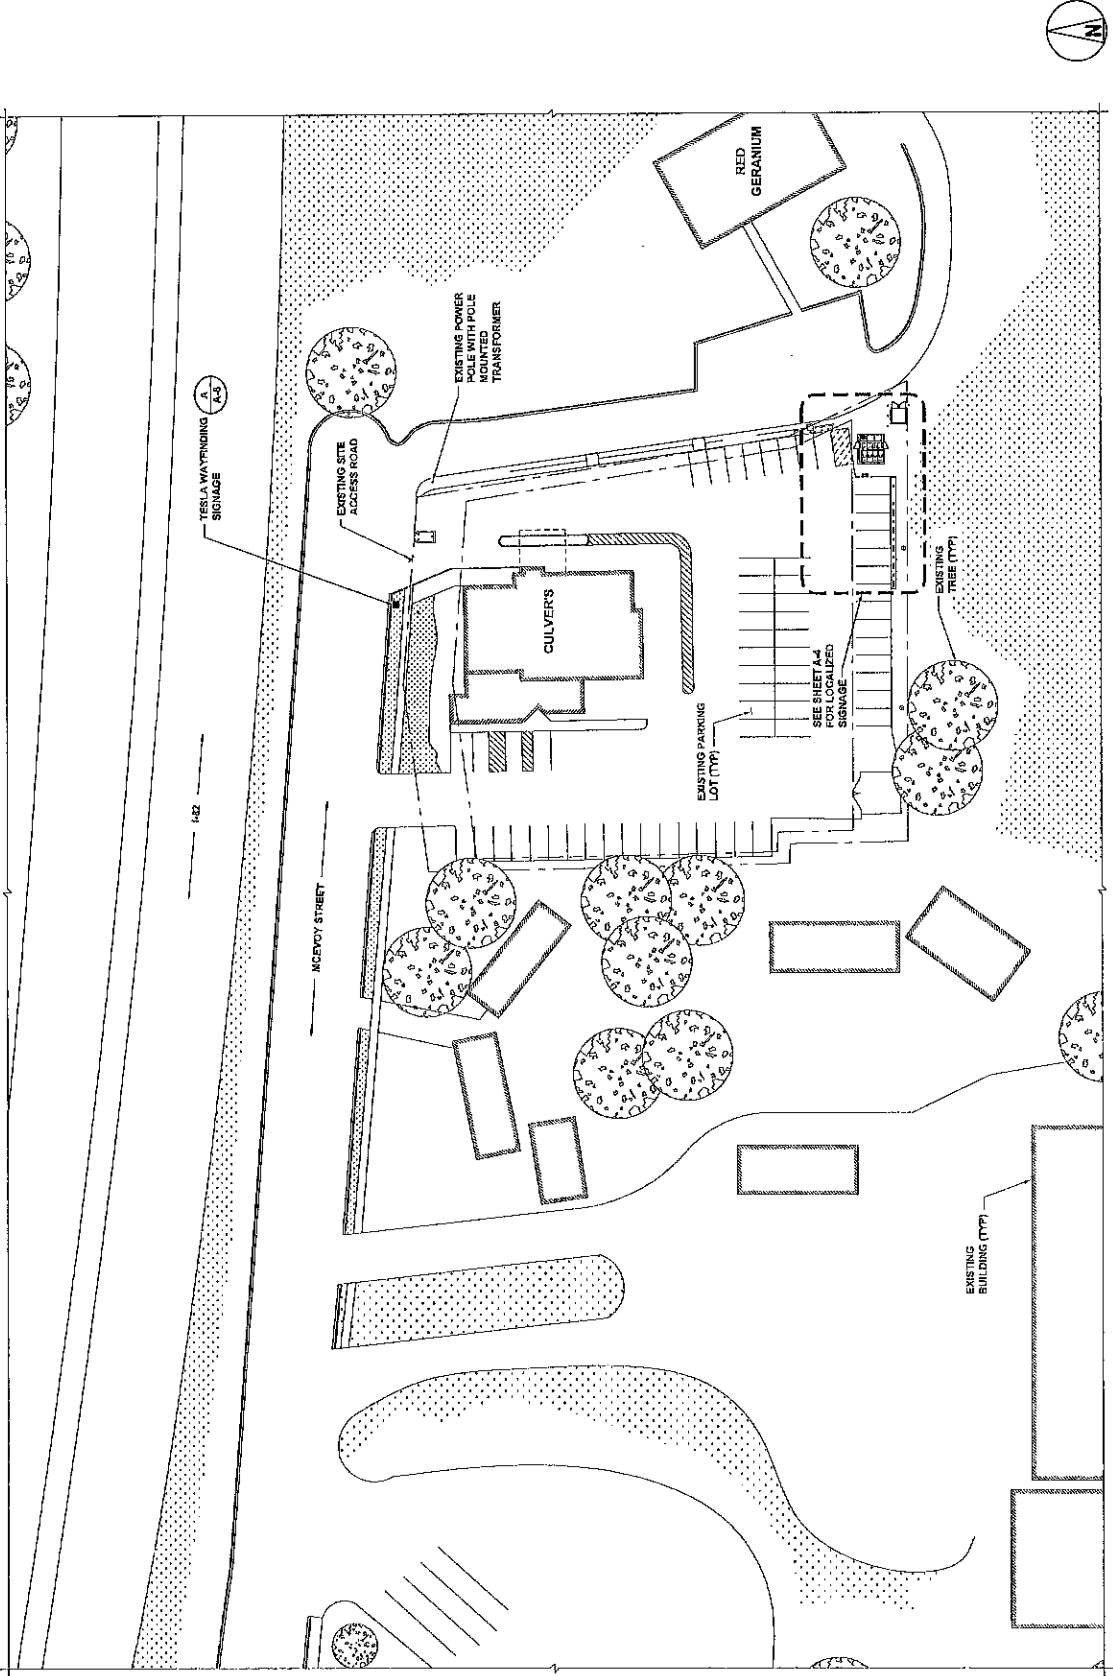 N
RED
GERANIUM
EXISTING POWER
POLE WITH POLE
MOUNTED
TRANSFORMER
A
A-5
TESLA WAYFINDING
SIGNAGE
EXISTING SITE
ACCESS ROAD
CULVER'S
EXISTING
TREE (TYP)
SEE SHEET A-4
FOR LOCALIZED
SIGNAGE
EXISTING PARKING
LOT (TYP)
MCEVOY STREET
EXISTING
BUILDING (TYP)